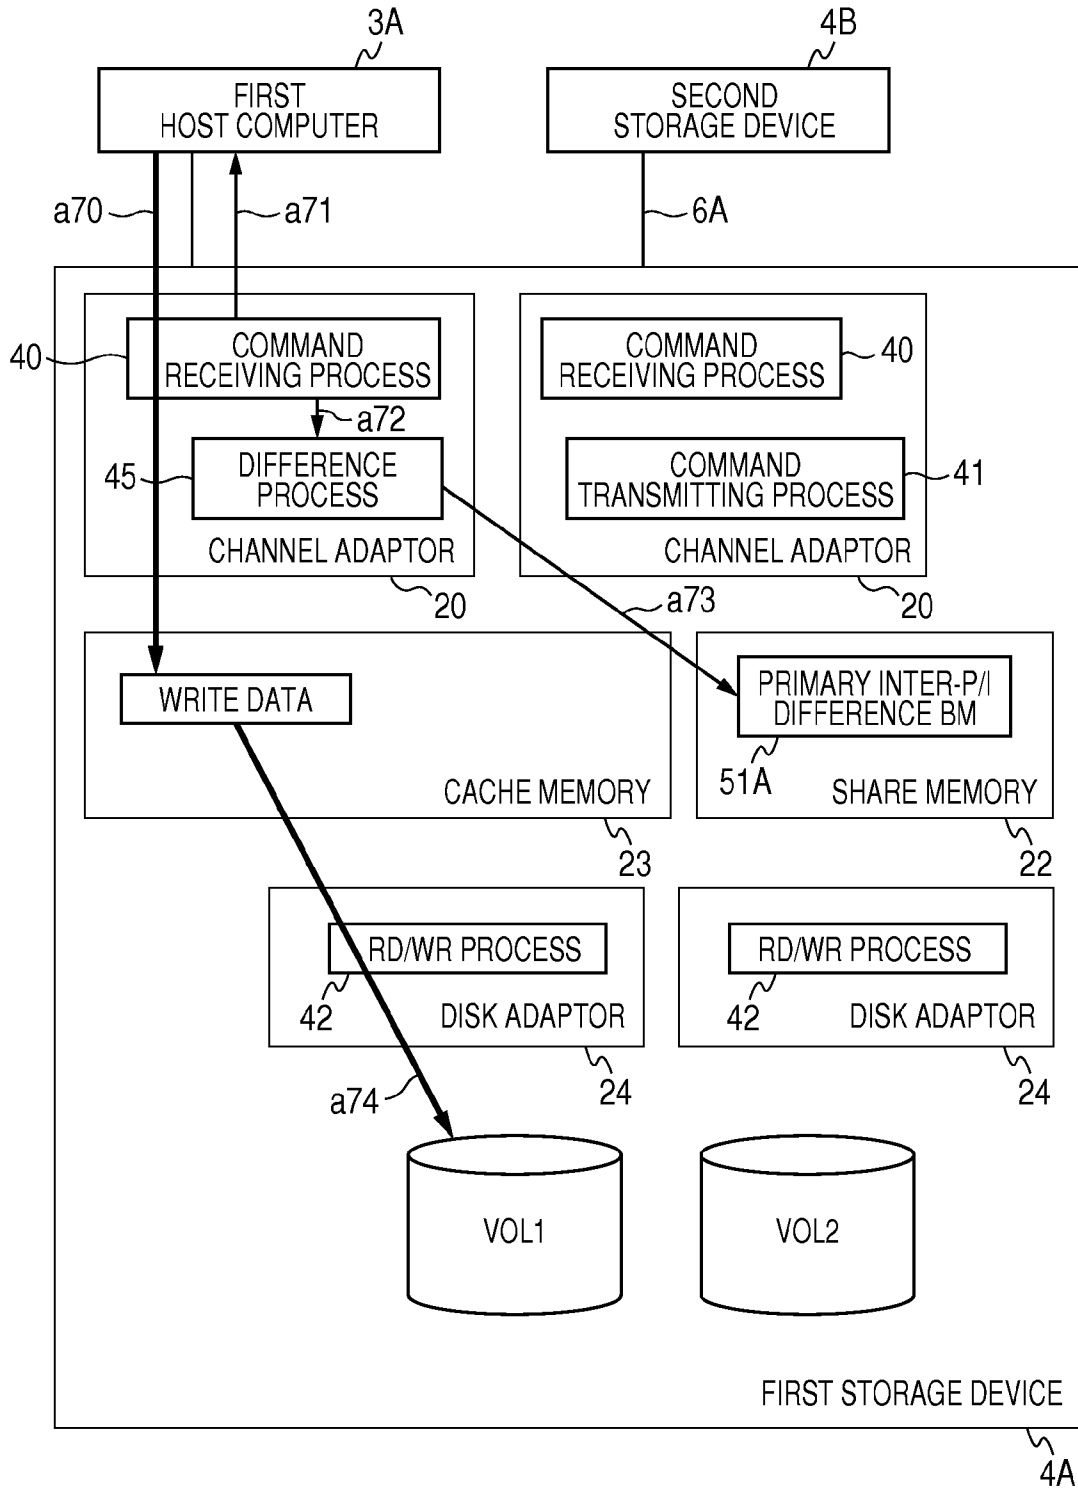 3A
4B
FIRST
HOST COMPUTER
SECOND
STORAGE DEVICE
a70
a71
6A
40
COMMAND
RECEIVING PROCESS
COMMAND
RECEIVING PROCESS
40
a72
45
DIFFERENCE
PROCESS
COMMAND
TRANSMITTING PROCESS
41
CHANNEL ADAPTOR
CHANNEL ADAPTOR
20
a73
20
WRITE DATA
PRIMARY INTER-P/I
DIFFERENCE BM
51A
CACHE MEMORY
SHARE MEMORY
23
22
RD/WR PROCESS
RD/WR PROCESS
42
DISK ADAPTOR
42
DISK ADAPTOR
a74
24
24
VOL1
VOL2
FIRST STORAGE DEVICE
4A